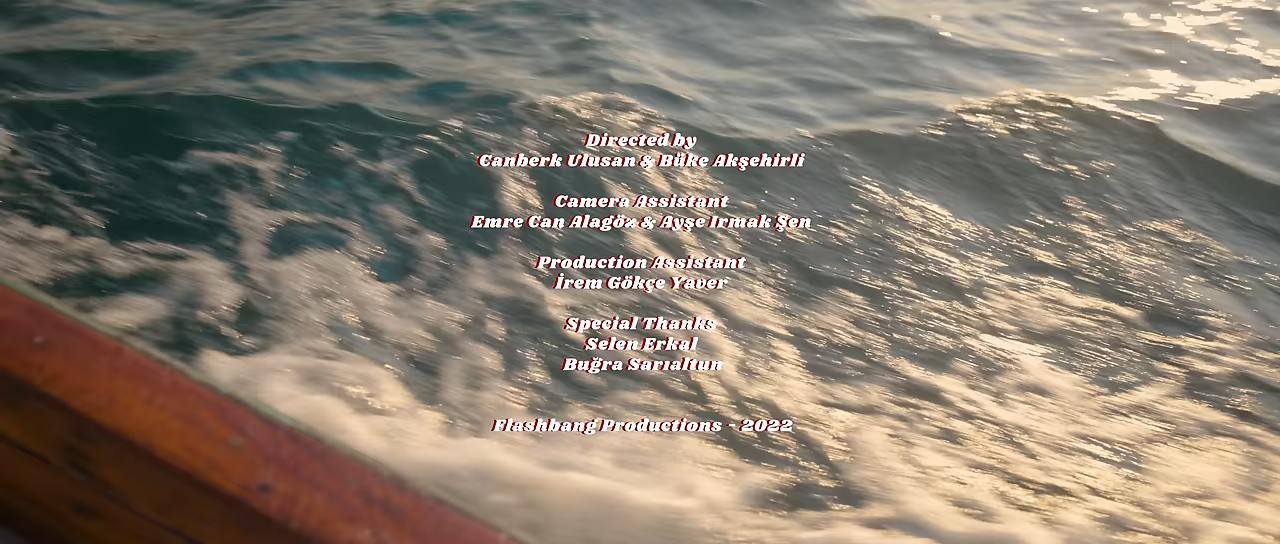 Directed by
Canberk Ulusan & Büke Akşehirli
Camera Assistant
Emre Can Alagöz & Ayşe Irmak Şen
Production Assistant
İrem Gökçe Yaver
Special Thanks
Selen Erkal
Buğra Sarıaltun
Flashbang Productions - 2022